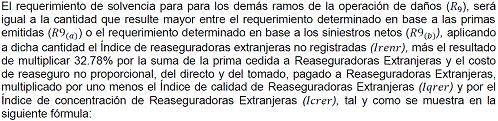 El requerimiento de solvencia para para los demás ramos de la operación de daños (R₉), será
igual a la cantidad que resulte mayor entre el requerimiento determinado en base a las primas
emitidas (R9₍ₐ₎) o el requerimiento determinado en base a los siniestros netos (R9₍b₎), aplicando
a dicha cantidad el Índice de reaseguradoras extranjeras no registradas (Irenr), más el resultado
de multiplicar 32.78% por la suma de la prima cedida a Reaseguradoras Extranjeras y el costo
de reaseguro no proporcional, del directo y del tomado, pagado a Reaseguradoras Extranjeras,
multiplicado por uno menos el Índice de calidad de Reaseguradoras Extranjeras (Iqrer) y por el
Índice de concentración de Reaseguradoras Extranjeras (Icrer), tal y como se muestra en la
siguiente fórmula: